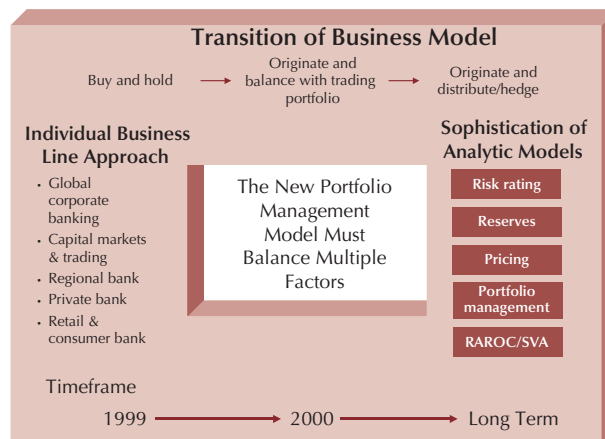 Transition of Business Model
Buy and hold
Originate and
balance with trading
portfolio
Originate and
distribute/hedge
Individual Business
Line Approach
• Global
corporate
banking
• Capital markets
& trading
• Regional bank
• Private bank
• Retail &
consumer bank
The New Portfolio
Management
Model Must
Balance Multiple
Factors
Sophistication of
Analytic Models
Risk rating
Reserves
Pricing
Portfolio
management
RAROC/SVA
Timeframe
1999
2000
Long Term